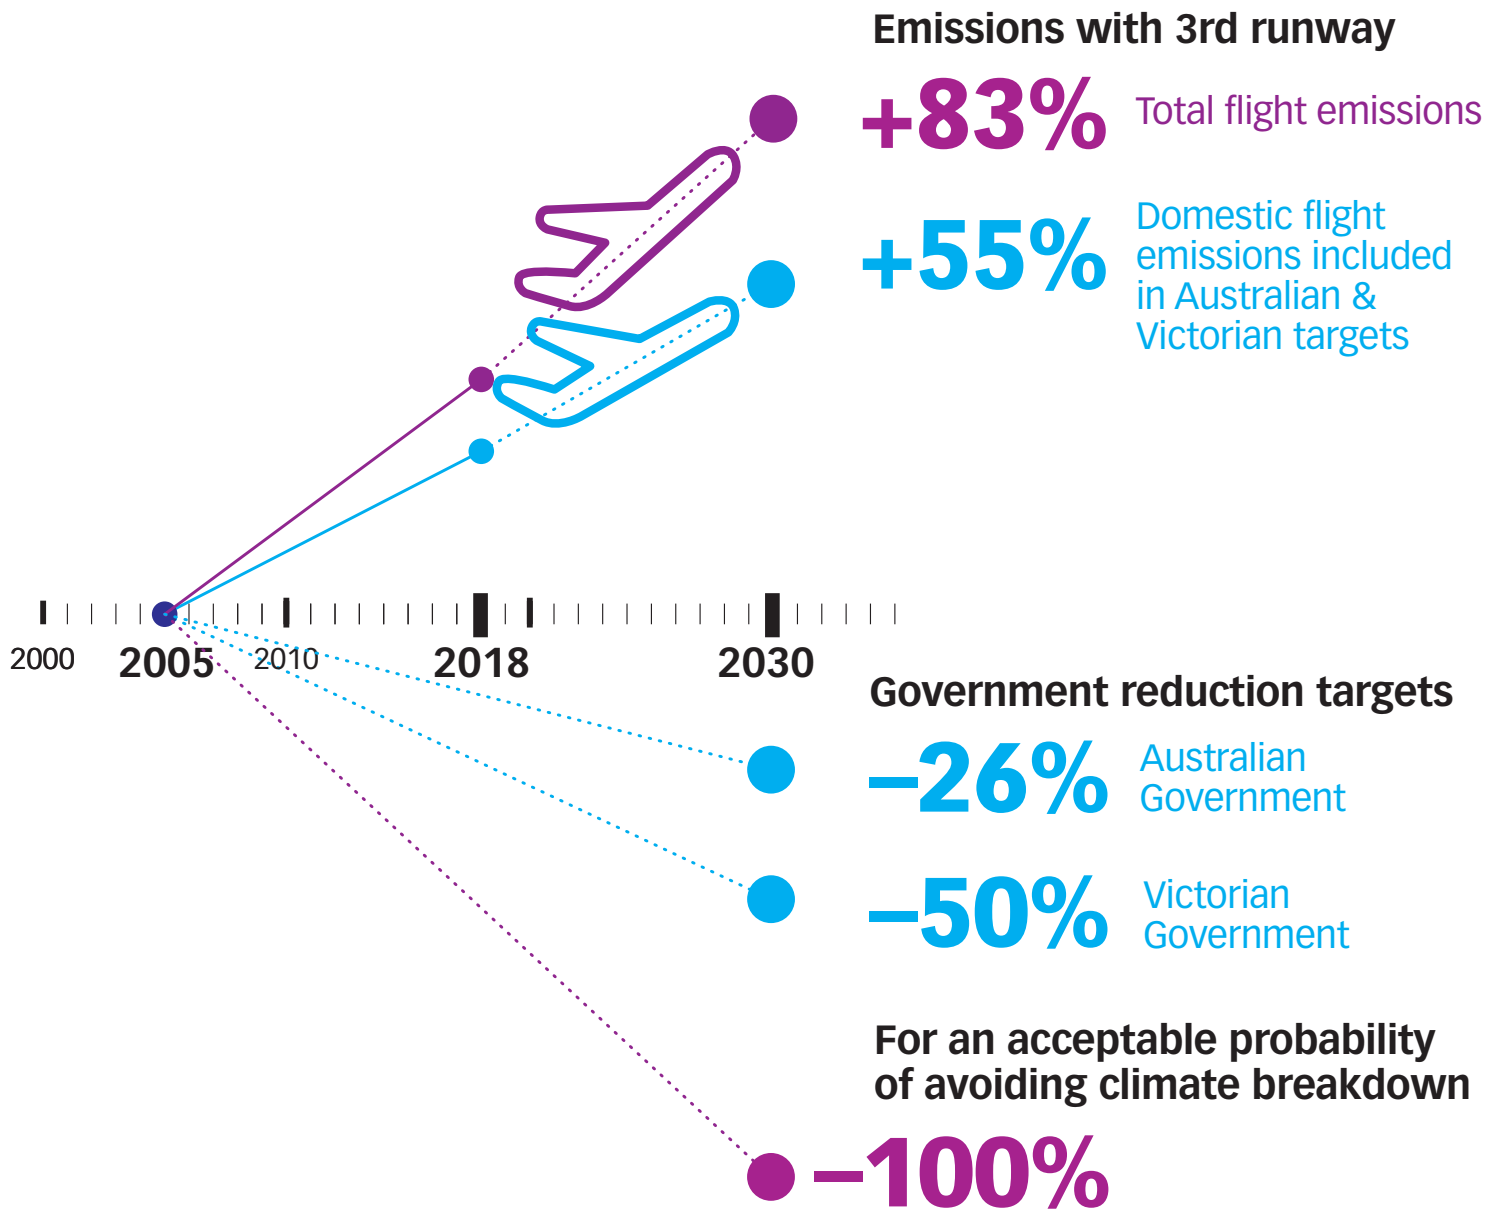 Emissions with 3rd runway
+83%
Total flight emissions
+55%
Domestic flight
emissions included
in Australian &
Victorian targets
2000
2005
2010
2018
2030
Government reduction targets
–26%
Australian
Government
–50%
Victorian
Government
For an acceptable probability
of avoiding climate breakdown
–100%